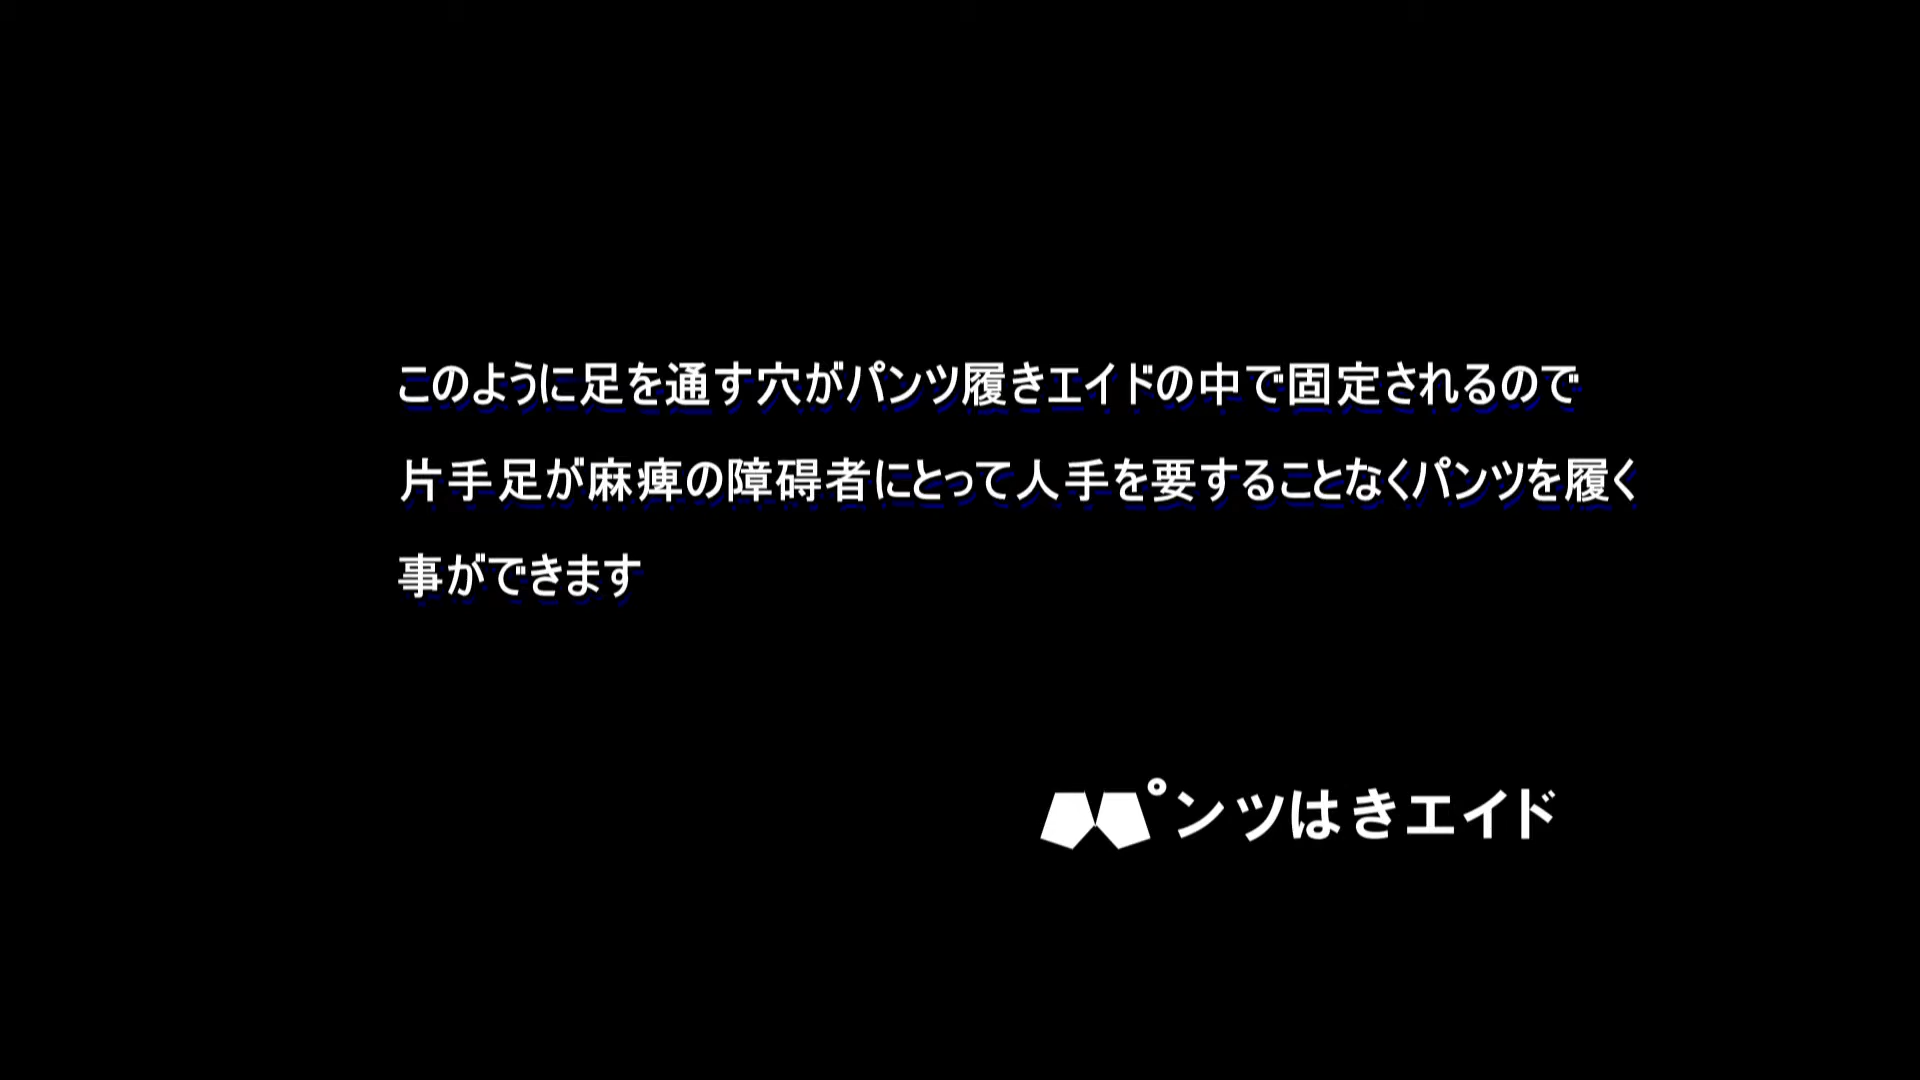 このように足を通す穴がパンツ履きエイドの中で固定されるので
片手足が麻痺の障碍者にとって人手を要することなくパンツを履く
事ができます
パンツはきエイド